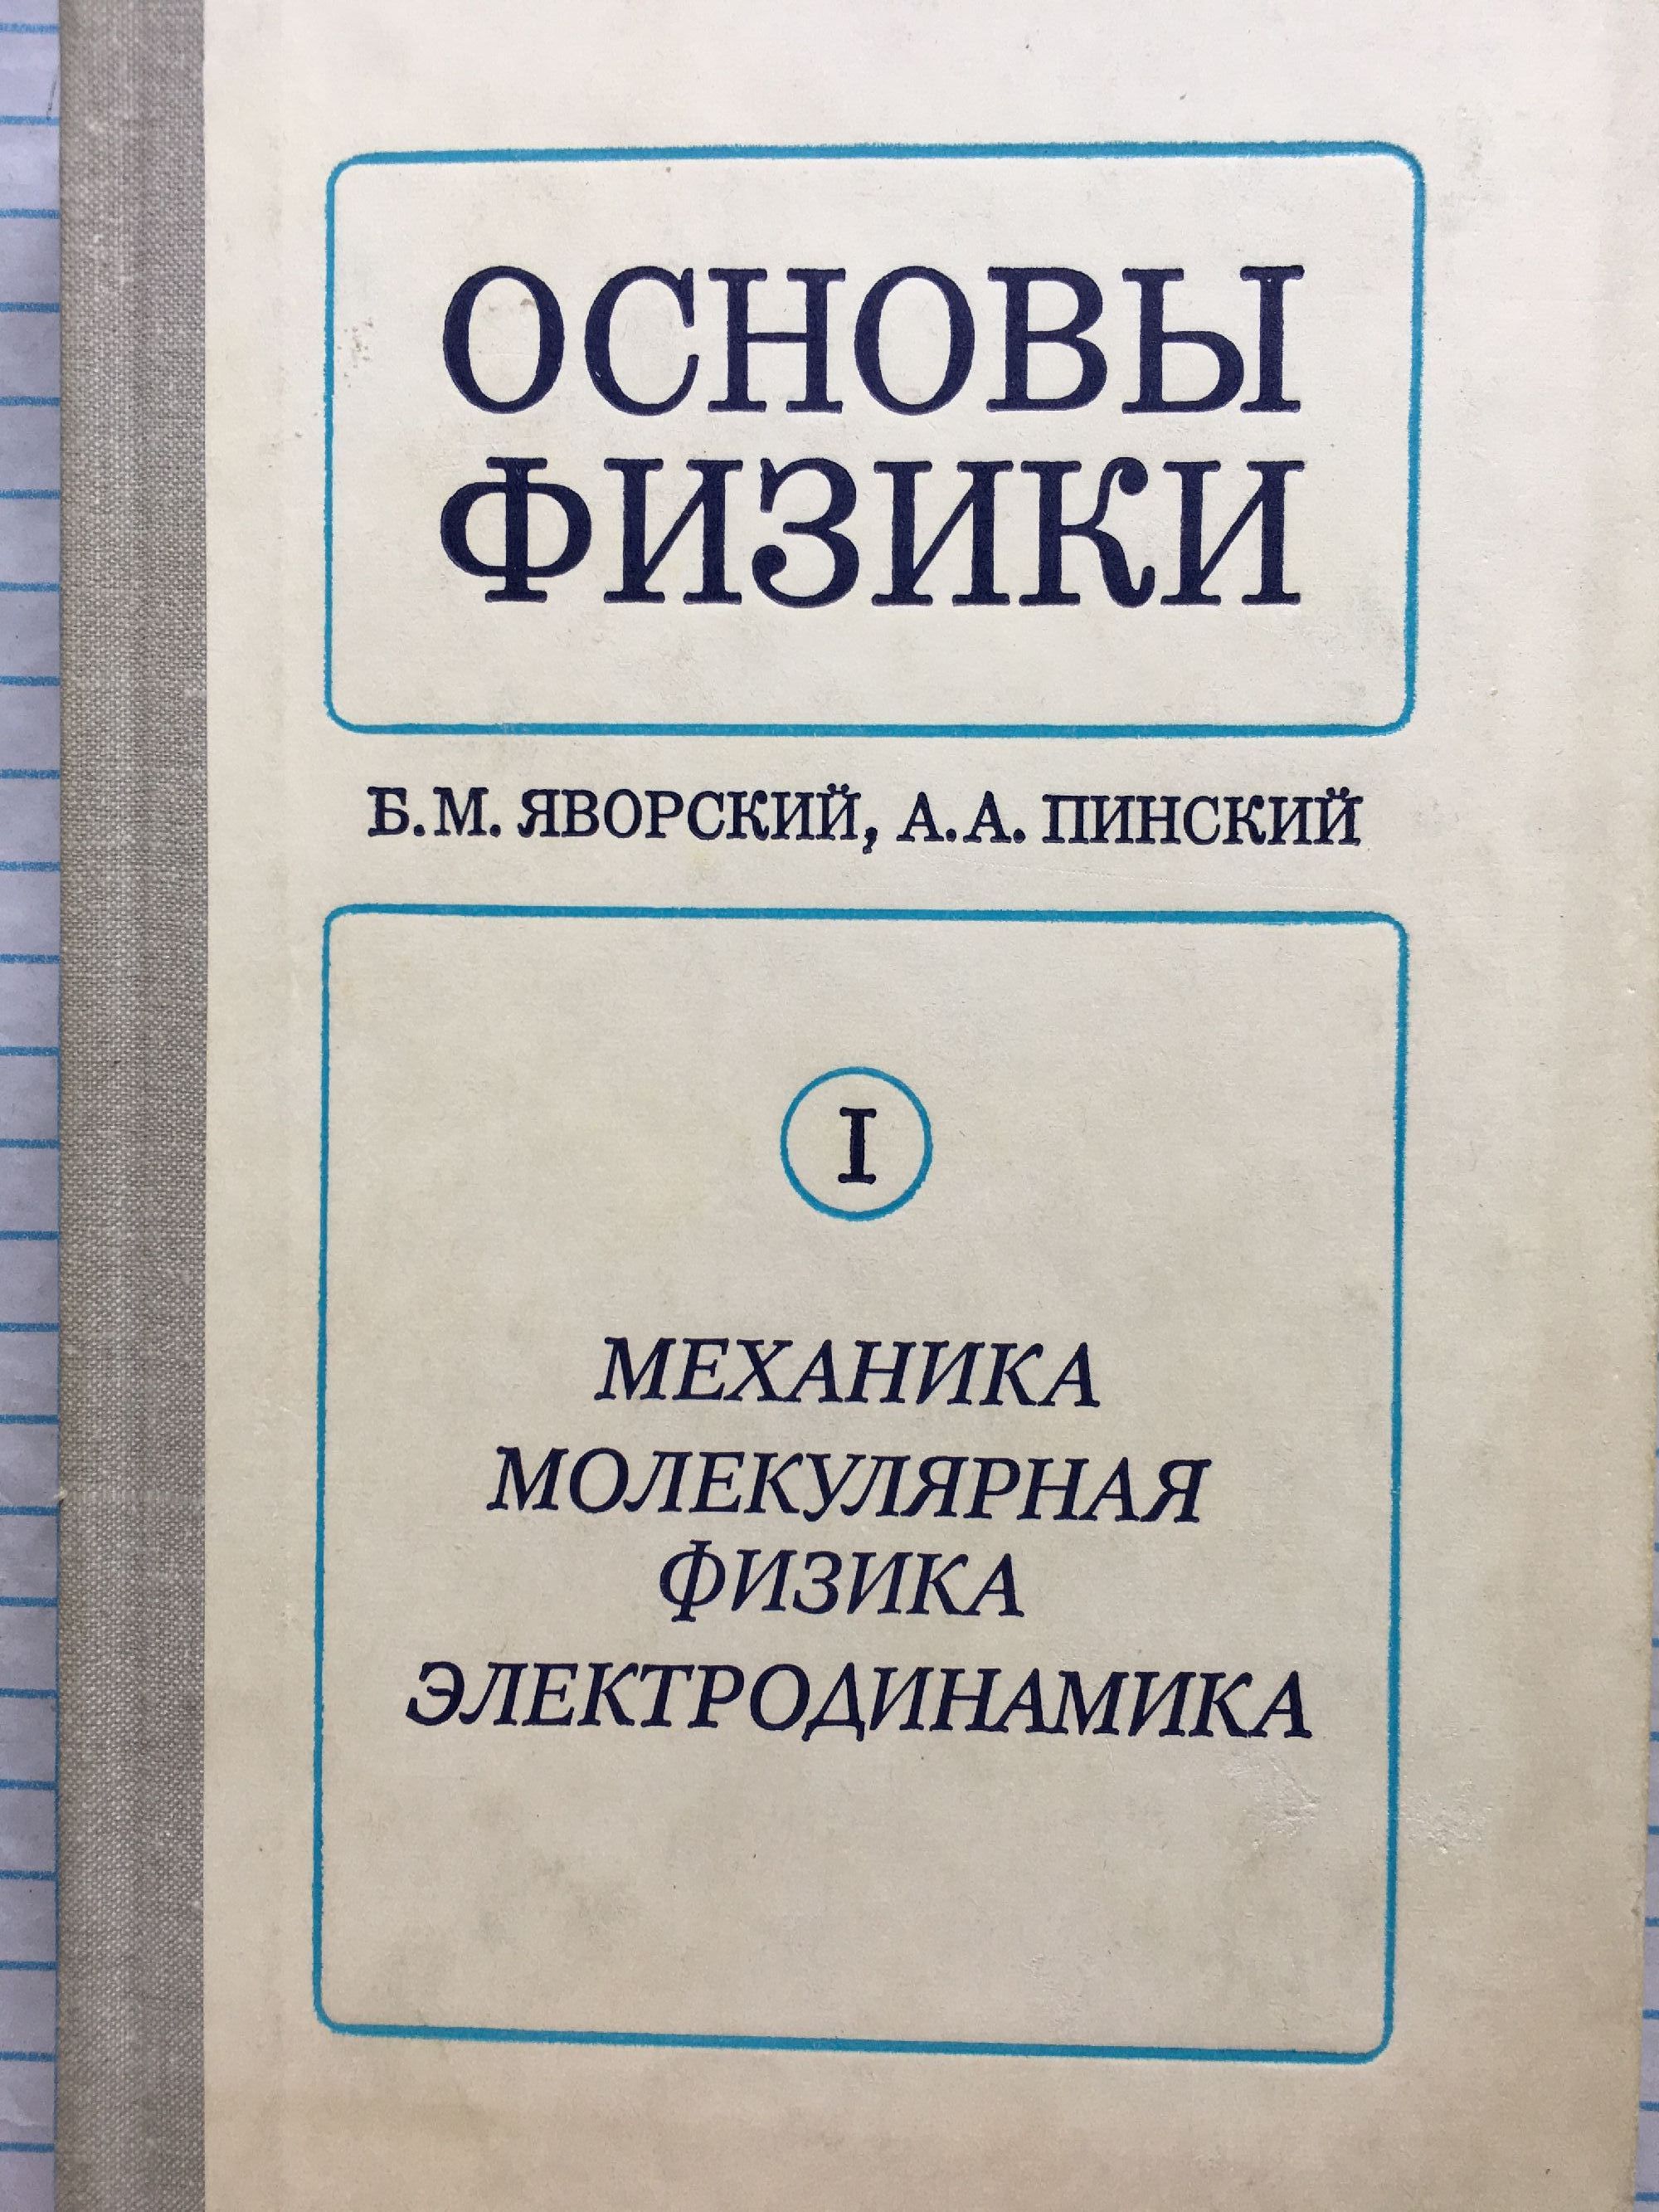 ОСНОВЫ
ФИЗИКИ
Б.М. ЯВОРСКИЙ, А.А. ПИНСКИЙ
I
МЕХАНИКА
МОЛЕКУЛЯРНАЯ
ФИЗИКА
ЭЛЕКТРОДИНАМИКА